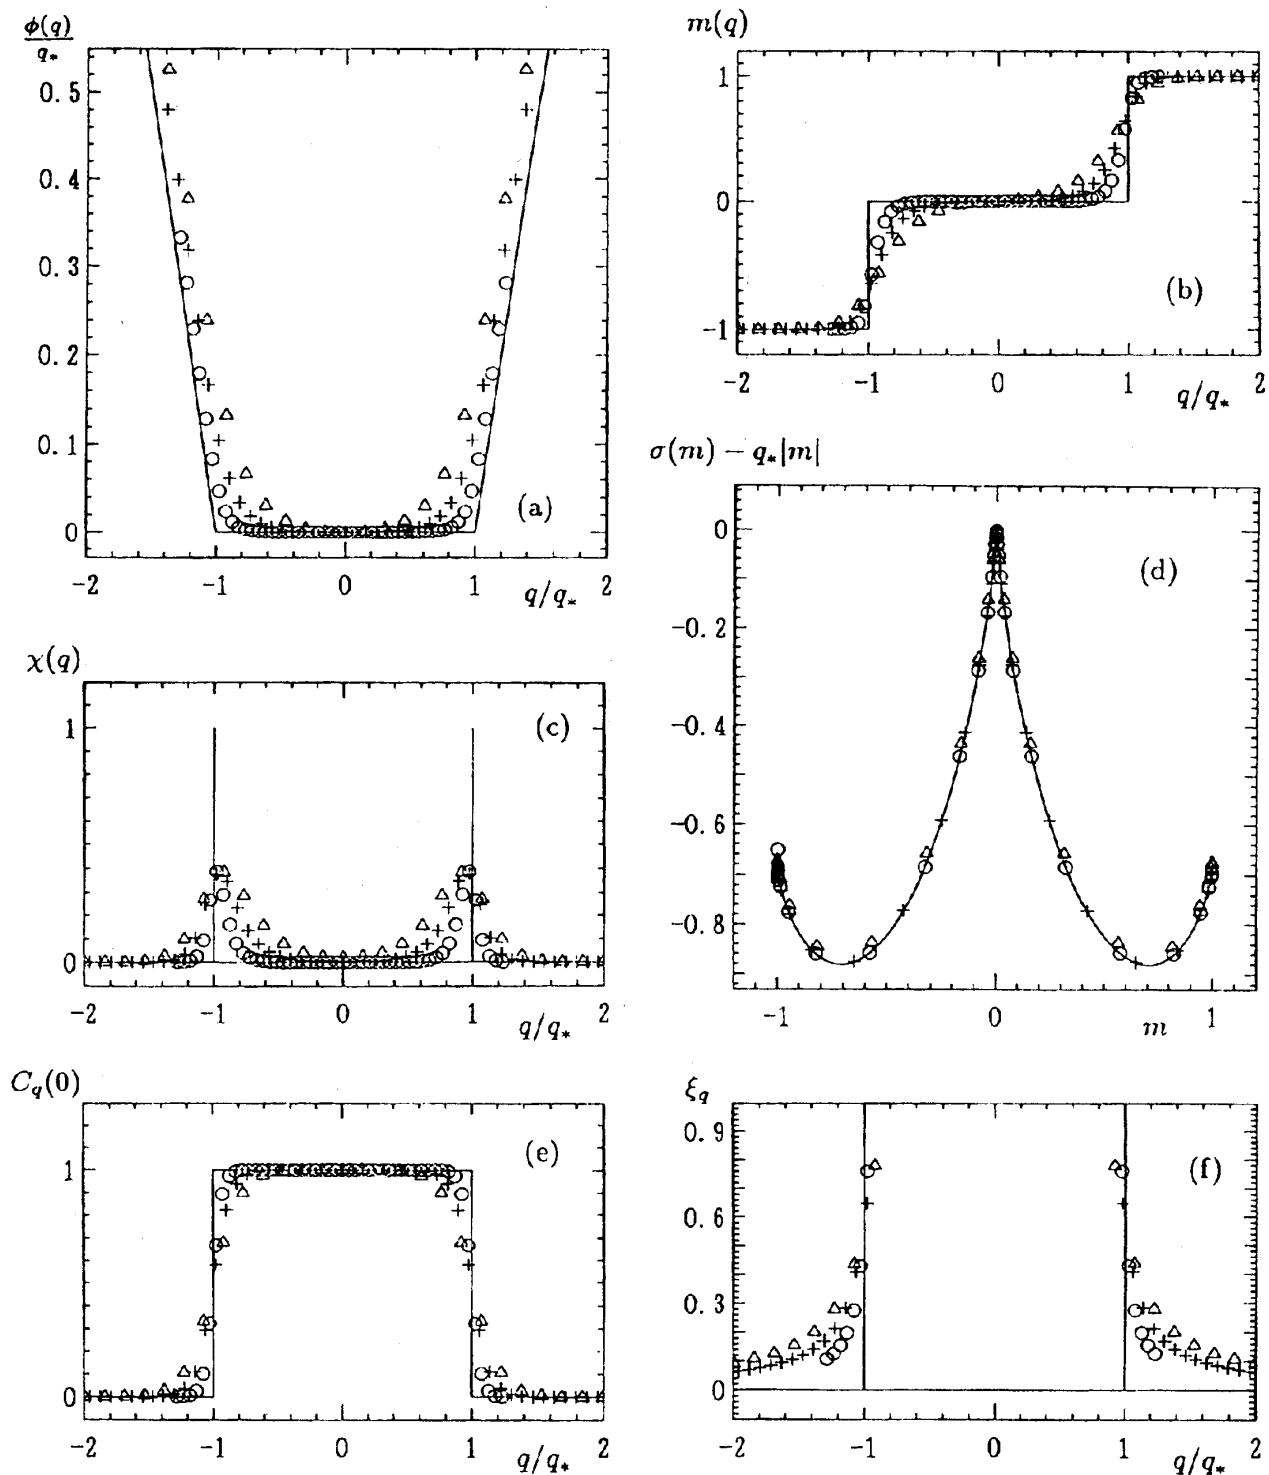 ϕ(q)
q*
0.5
0.4
0.3
0.2
0.1
0
(a)
-2 -1 0 1 2
q/q*
m(q)
1
0
-1
(b)
-2 -1 0 1 2
q/q*
χ(q)
1
0
(c)
-2 -1 0 1 2
q/q*
σ(m) − q*|m|
0
-0.2
-0.4
-0.6
-0.8
(d)
-1 0 m 1
C_q(0)
1
0
(e)
-2 -1 0 1 2
q/q*
ξ_q
0.9
0.6
0.3
0
(f)
-2 -1 0 1 2
q/q*